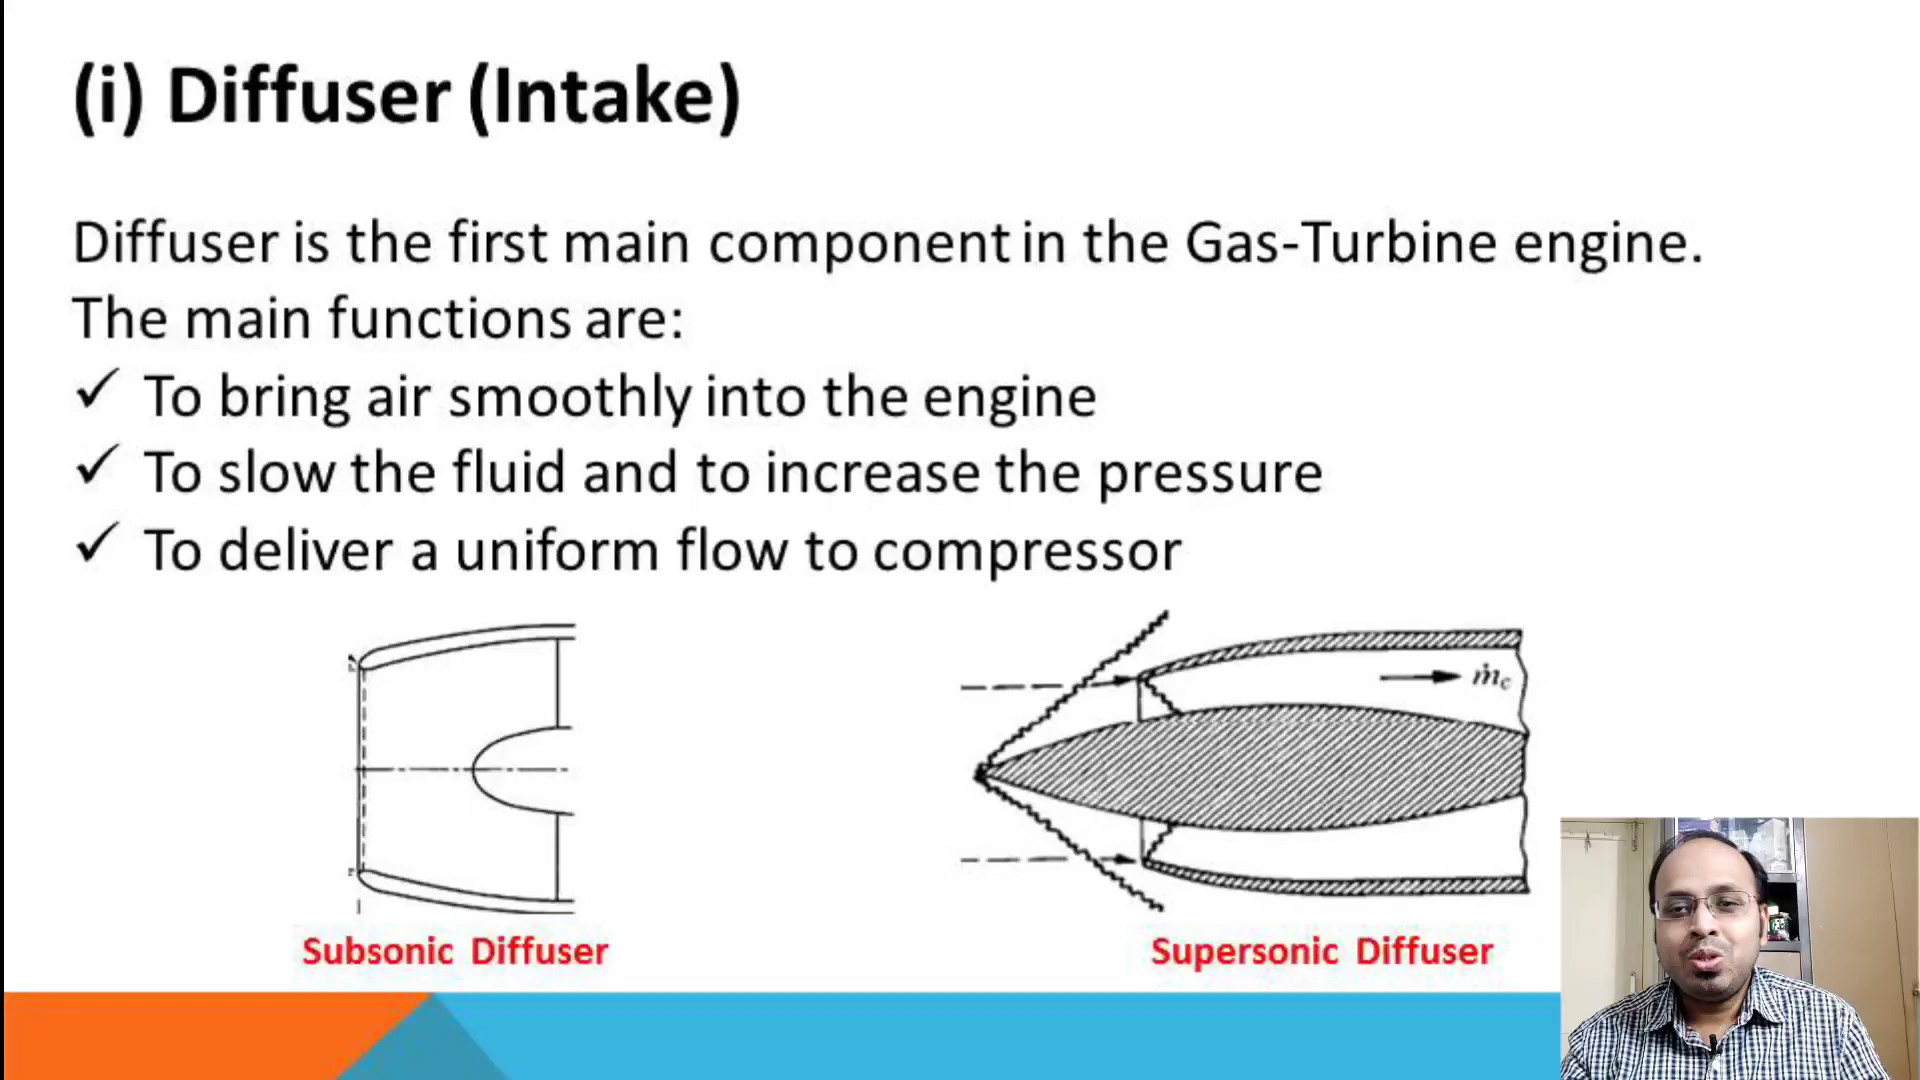 (i) Diffuser (Intake)
Diffuser is the first main component in the Gas-Turbine engine.
The main functions are:
✓ To bring air smoothly into the engine
✓ To slow the fluid and to increase the pressure
✓ To deliver a uniform flow to compressor
ṁc
Subsonic Diffuser
Supersonic Diffuser